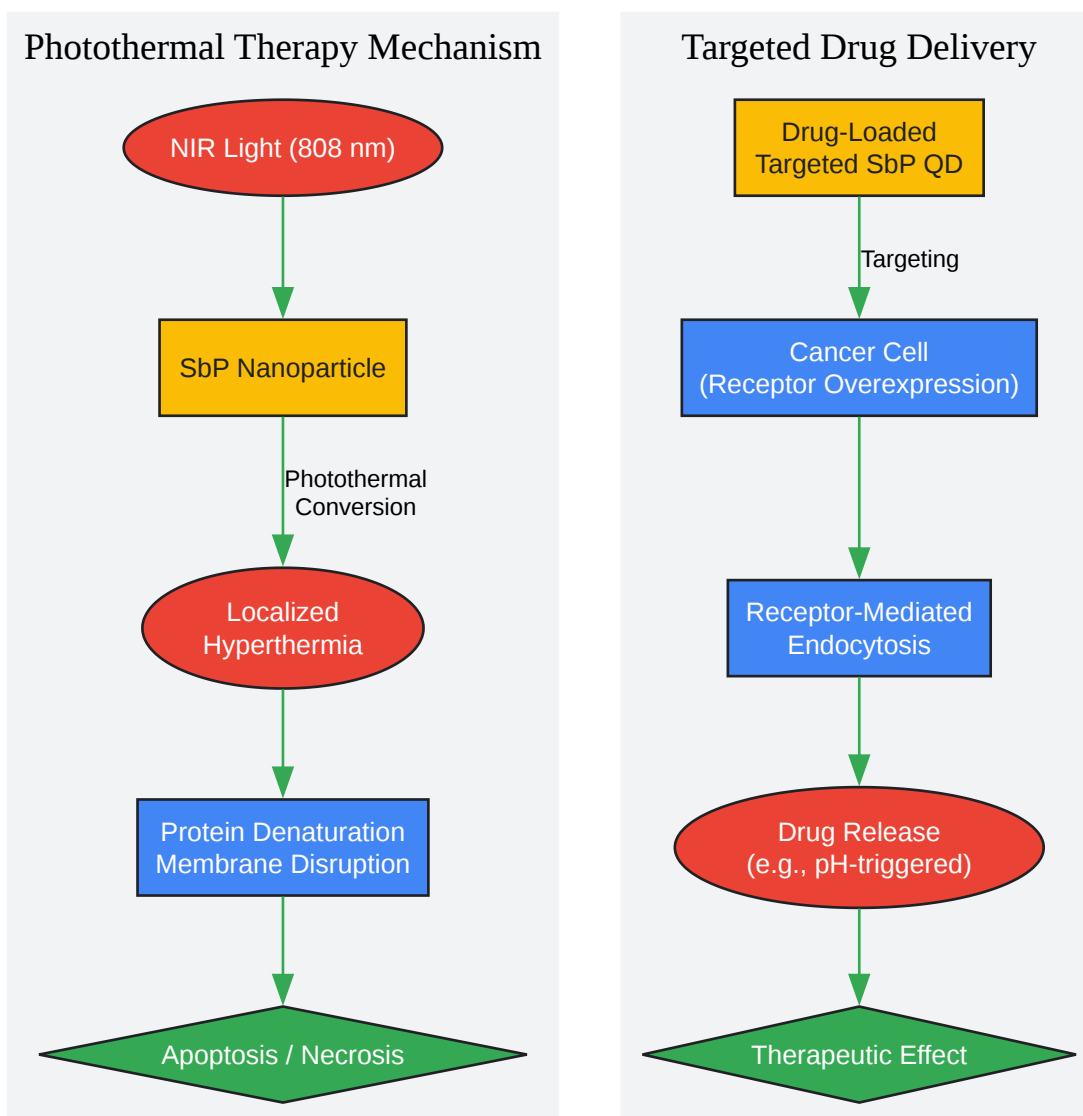 Photothermal Therapy Mechanism
NIR Light (808 nm)
SbP Nanoparticle
Photothermal
Conversion
Localized
Hyperthermia
Protein Denaturation
Membrane Disruption
Apoptosis / Necrosis
Targeted Drug Delivery
Drug-Loaded
Targeted SbP QD
Targeting
Cancer Cell
(Receptor Overexpression)
Receptor-Mediated
Endocytosis
Drug Release
(e.g., pH-triggered)
Therapeutic Effect